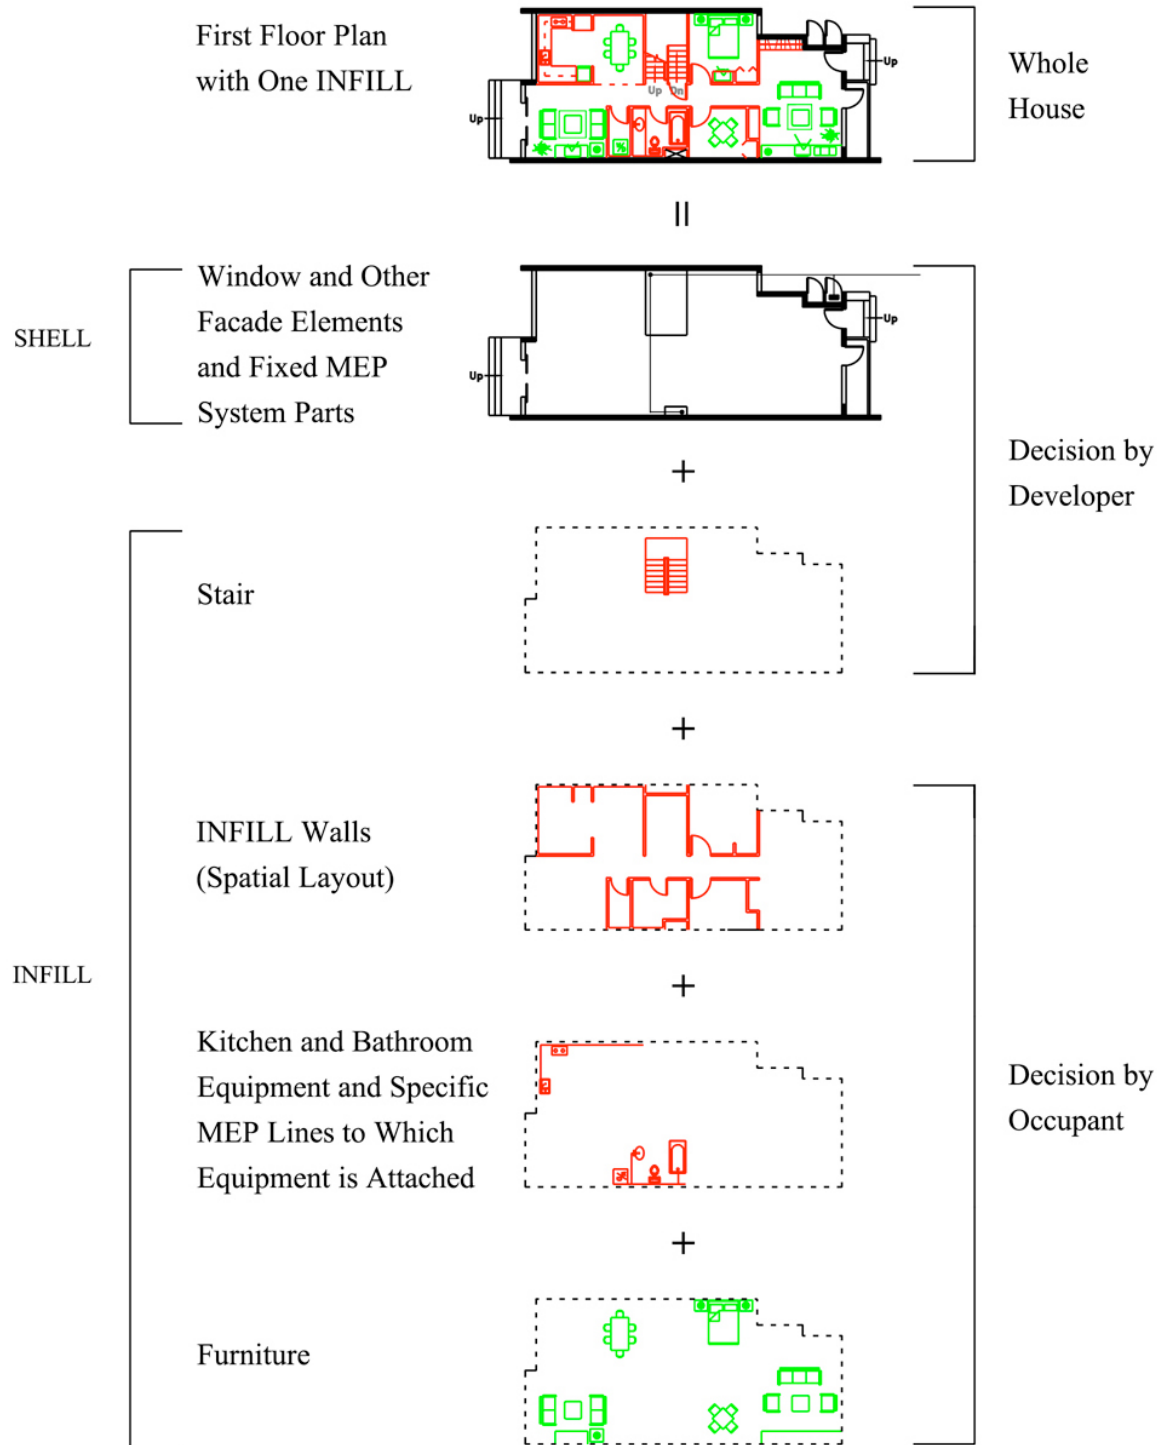 First Floor Plan
with One INFILL
Up
Dn
Up
Up
Whole
House
SHELL
Window and Other
Facade Elements
and Fixed MEP
System Parts
Up
Up
Decision by
Developer
Stair
INFILL
INFILL Walls
(Spatial Layout)
Kitchen and Bathroom
Equipment and Specific
MEP Lines to Which
Equipment is Attached
Decision by
Occupant
Furniture